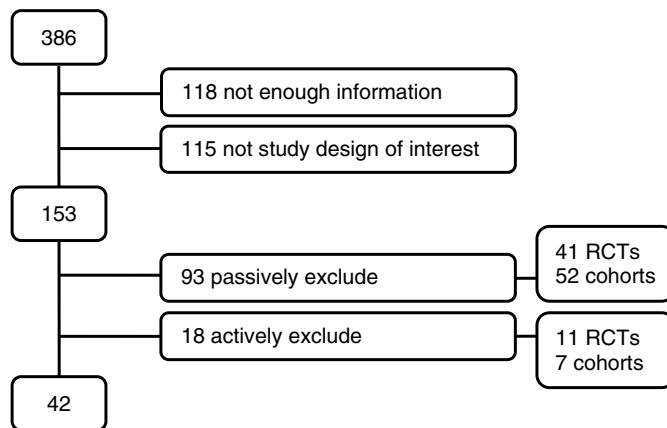 386
118 not enough information
115 not study design of interest
153
93 passively exclude
41 RCTs
52 cohorts
18 actively exclude
11 RCTs
7 cohorts
42